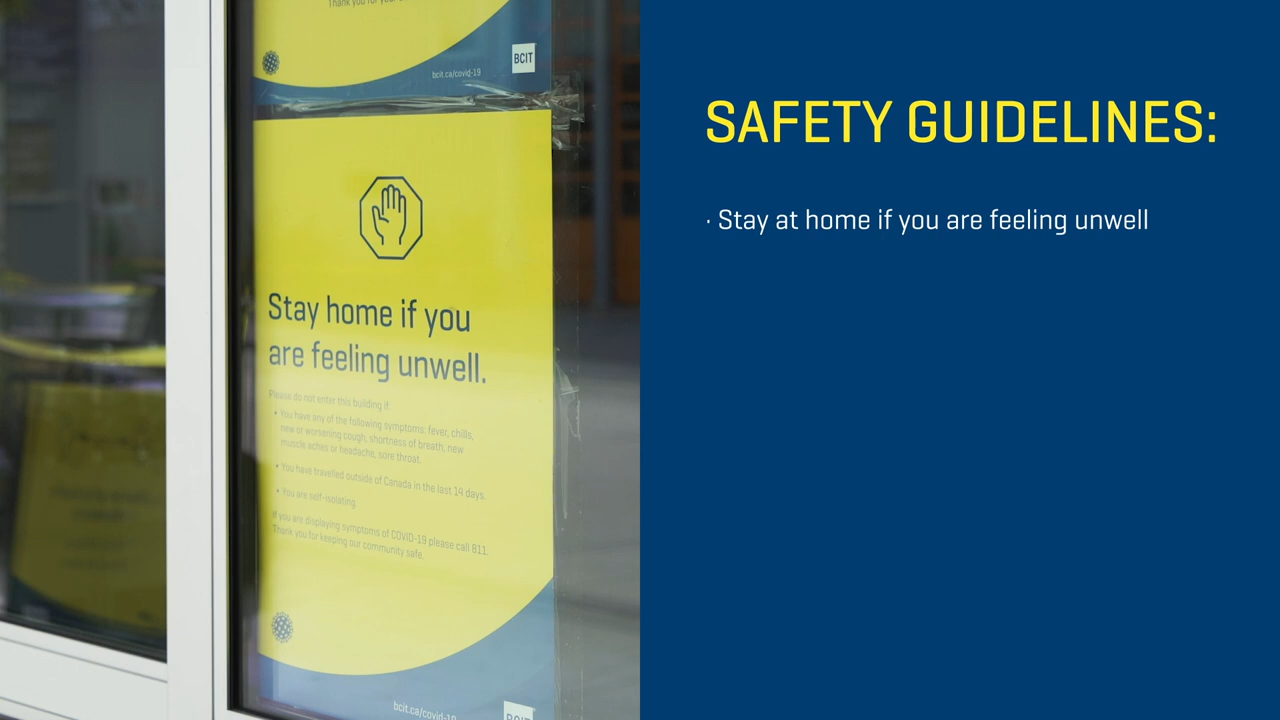 Thank you for your
bcit.ca/covid-19
BCIT
Stay home if you
are feeling unwell.
Please do not enter this building if:
• You have any of the following symptoms: fever, chills,
new or worsening cough, shortness of breath, new
muscle aches or headache, sore throat.
• You have travelled outside of Canada in the last 14 days.
• You are self-isolating
If you are displaying symptoms of COVID-19 please call 811.
Thank you for keeping our community safe.
bcit.ca/covid-19
BCIT
SAFETY GUIDELINES:
· Stay at home if you are feeling unwell